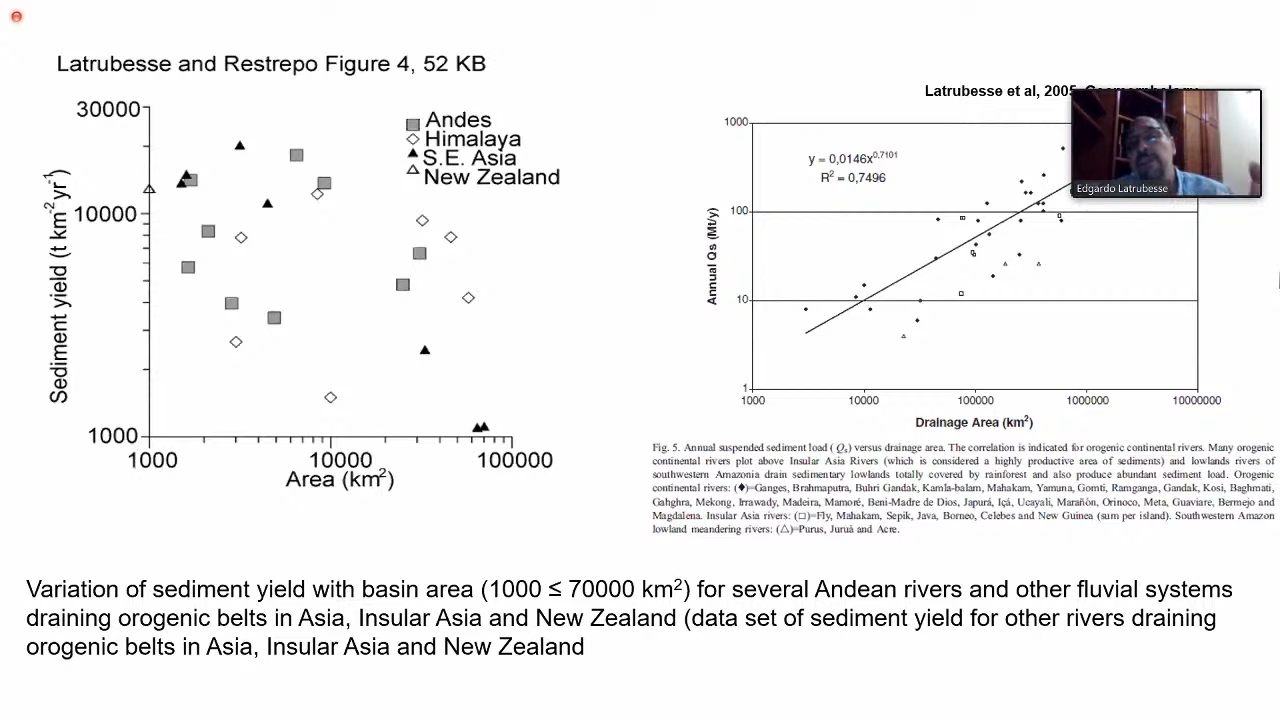 Latrubesse and Restrepo Figure 4, 52 KB
30000
10000
1000
Sediment yield (t km-2 yr-1)
Andes
Himalaya
S.E. Asia
New Zealand
1000 10000 100000
Area (km2)
Latrubesse et al, 2005
Edgardo Latrubesse
1000
100
10
1
Annual Qs (Mt/y)
y = 0,0146x0,7101
R2 = 0,7496
1000 10000 100000 1000000 10000000
Drainage Area (km2)
Fig. 5. Annual suspended sediment load ( Qs) versus drainage area. The correlation is indicated for orogenic continental rivers. Many orogenic
continental rivers plot above Insular Asia Rivers (which is considered a highly productive area of sediments) and lowlands rivers of
southwestern Amazonia drain sedimentary lowlands totally covered by rainforest and also produce abundant sediment load. Orogenic
continental rivers: (◆)=Ganges, Brahmaputra, Buhri Gandak, Kamla-balam, Mahakam, Yamuna, Gomti, Ramganga, Gandak, Kosi, Baghmati,
Gahghra, Mekong, Irrawady, Madeira, Mamoré, Beni-Madre de Dios, Japurá, Içá, Ucayali, Marañòn, Orinoco, Meta, Guaviare, Bermejo and
Magdalena. Insular Asia rivers: (□)=Fly, Mahakam, Sepik, Java, Borneo, Celebes and New Guinea (sum per island). Southwestern Amazon
lowland meandering rivers: (△)=Purus, Juruà and Acre.
Variation of sediment yield with basin area (1000 ≤ 70000 km2) for several Andean rivers and other fluvial systems
draining orogenic belts in Asia, Insular Asia and New Zealand (data set of sediment yield for other rivers draining
orogenic belts in Asia, Insular Asia and New Zealand